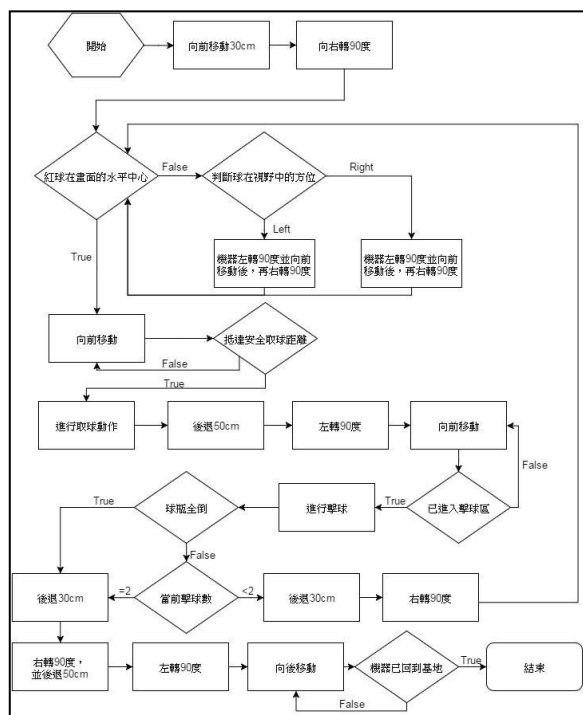 開始
向前移動30cm
向右轉90度
紅球在畫面的水平中心
False
判斷球在視野中的方位
Right
Left
True
機器左轉90度並向前
移動後，再右轉90度
機器左轉90度並向前
移動後，再右轉90度
向前移動
抵達安全取球距離
False
True
進行取球動作
後退50cm
左轉90度
向前移動
False
已進入擊球區
True
進行擊球
球瓶全倒
True
False
後退30cm
=2
當前擊球數
<2
後退30cm
右轉90度
右轉90度，
並後退50cm
左轉90度
向後移動
機器已回到基地
True
結束
False